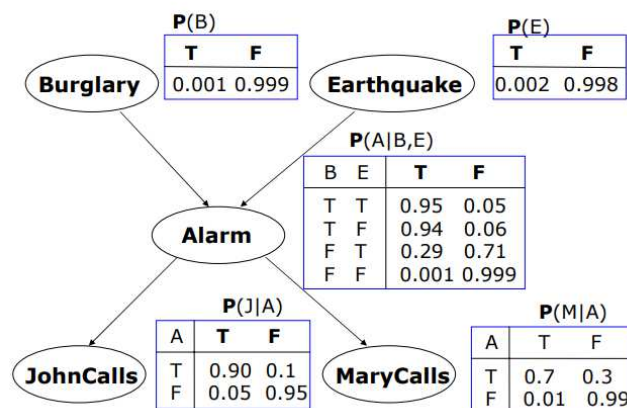 P(B)
T F
0.001 0.999
Burglary
P(E)
T F
0.002 0.998
Earthquake
P(A|B,E)
B E T F
T T 0.95 0.05
T F 0.94 0.06
F T 0.29 0.71
F F 0.001 0.999
Alarm
P(J|A)
A T F
T 0.90 0.1
F 0.05 0.95
JohnCalls
P(M|A)
A T F
T 0.7 0.3
F 0.01 0.99
MaryCalls